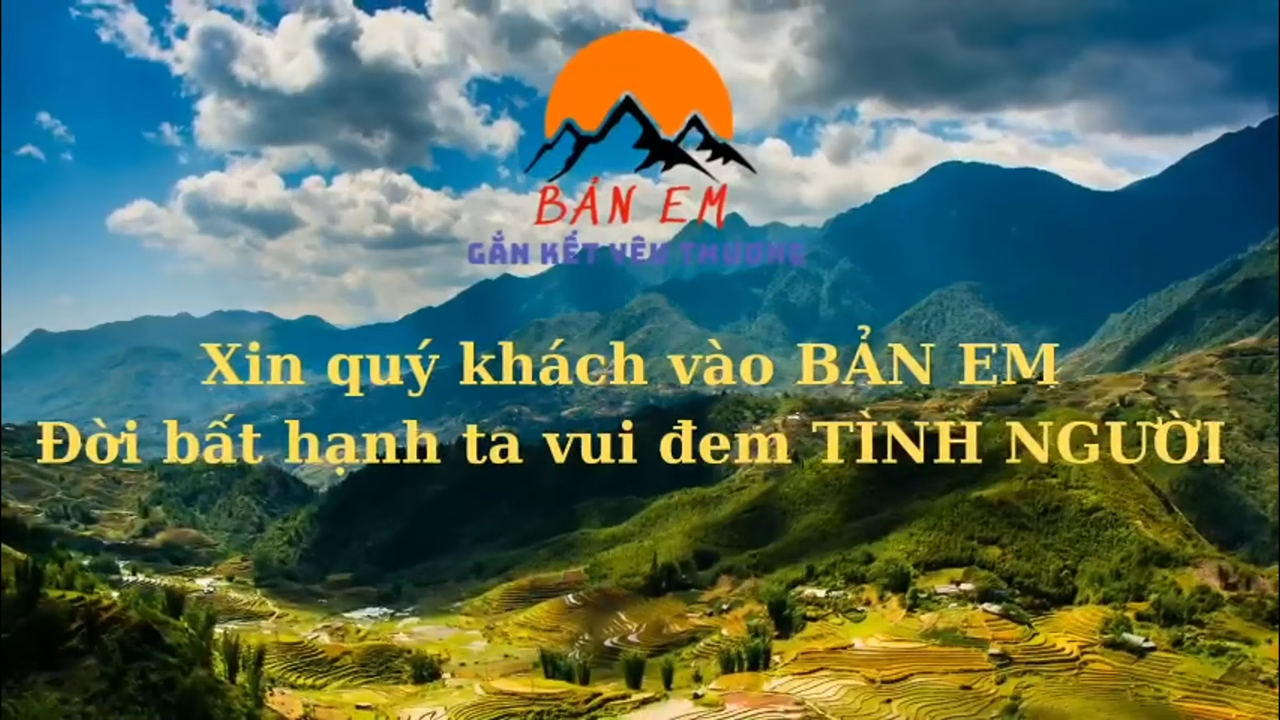 BẢN EM
GẮN KẾT YÊU THƯƠNG
Xin quý khách vào BẢN EM
Đời bất hạnh ta vui đem TÌNH NGƯỜI